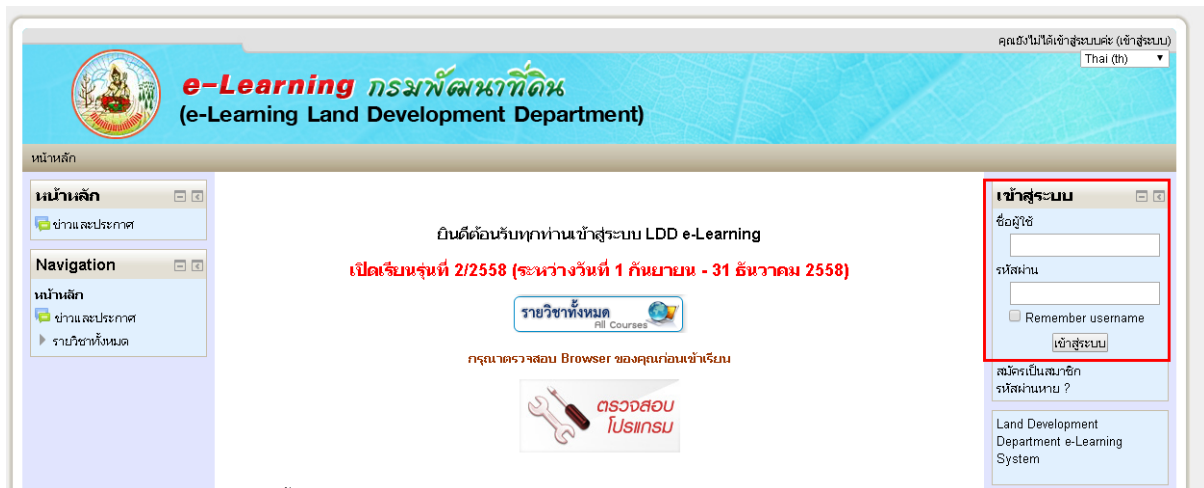 คุณยังไม่ได้เข้าสู่ระบบค่ะ (เข้าสู่ระบบ)
Thai (th)
e-Learning กรมพัฒนาที่ดิน
(e-Learning Land Development Department)
หน้าหลัก
หน้าหลัก
ข่าวและประกาศ
Navigation
หน้าหลัก
ข่าวและประกาศ
รายวิชาทั้งหมด
ยินดีต้อนรับทุกท่านเข้าสู่ระบบ LDD e-Learning
เปิดเรียนรุ่นที่ 2/2558 (ระหว่างวันที่ 1 กันยายน - 31 ธันวาคม 2558)
รายวิชาทั้งหมด
All Courses
กรุณาตรวจสอบ Browser ของคุณก่อนเข้าเรียน
ตรวจสอบ
โปรแกรม
เข้าสู่ระบบ
ชื่อผู้ใช้
รหัสผ่าน
Remember username
เข้าสู่ระบบ
สมัครเป็นสมาชิก
รหัสผ่านหาย ?
Land Development
Department e-Learning
System